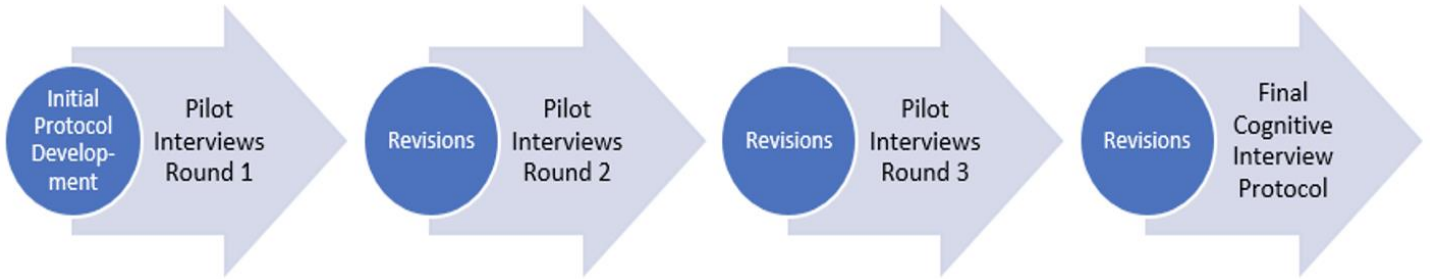 Initial
Protocol
Develop-
ment
Pilot
Interviews
Round 1
Revisions
Pilot
Interviews
Round 2
Revisions
Pilot
Interviews
Round 3
Revisions
Final
Cognitive
Interview
Protocol